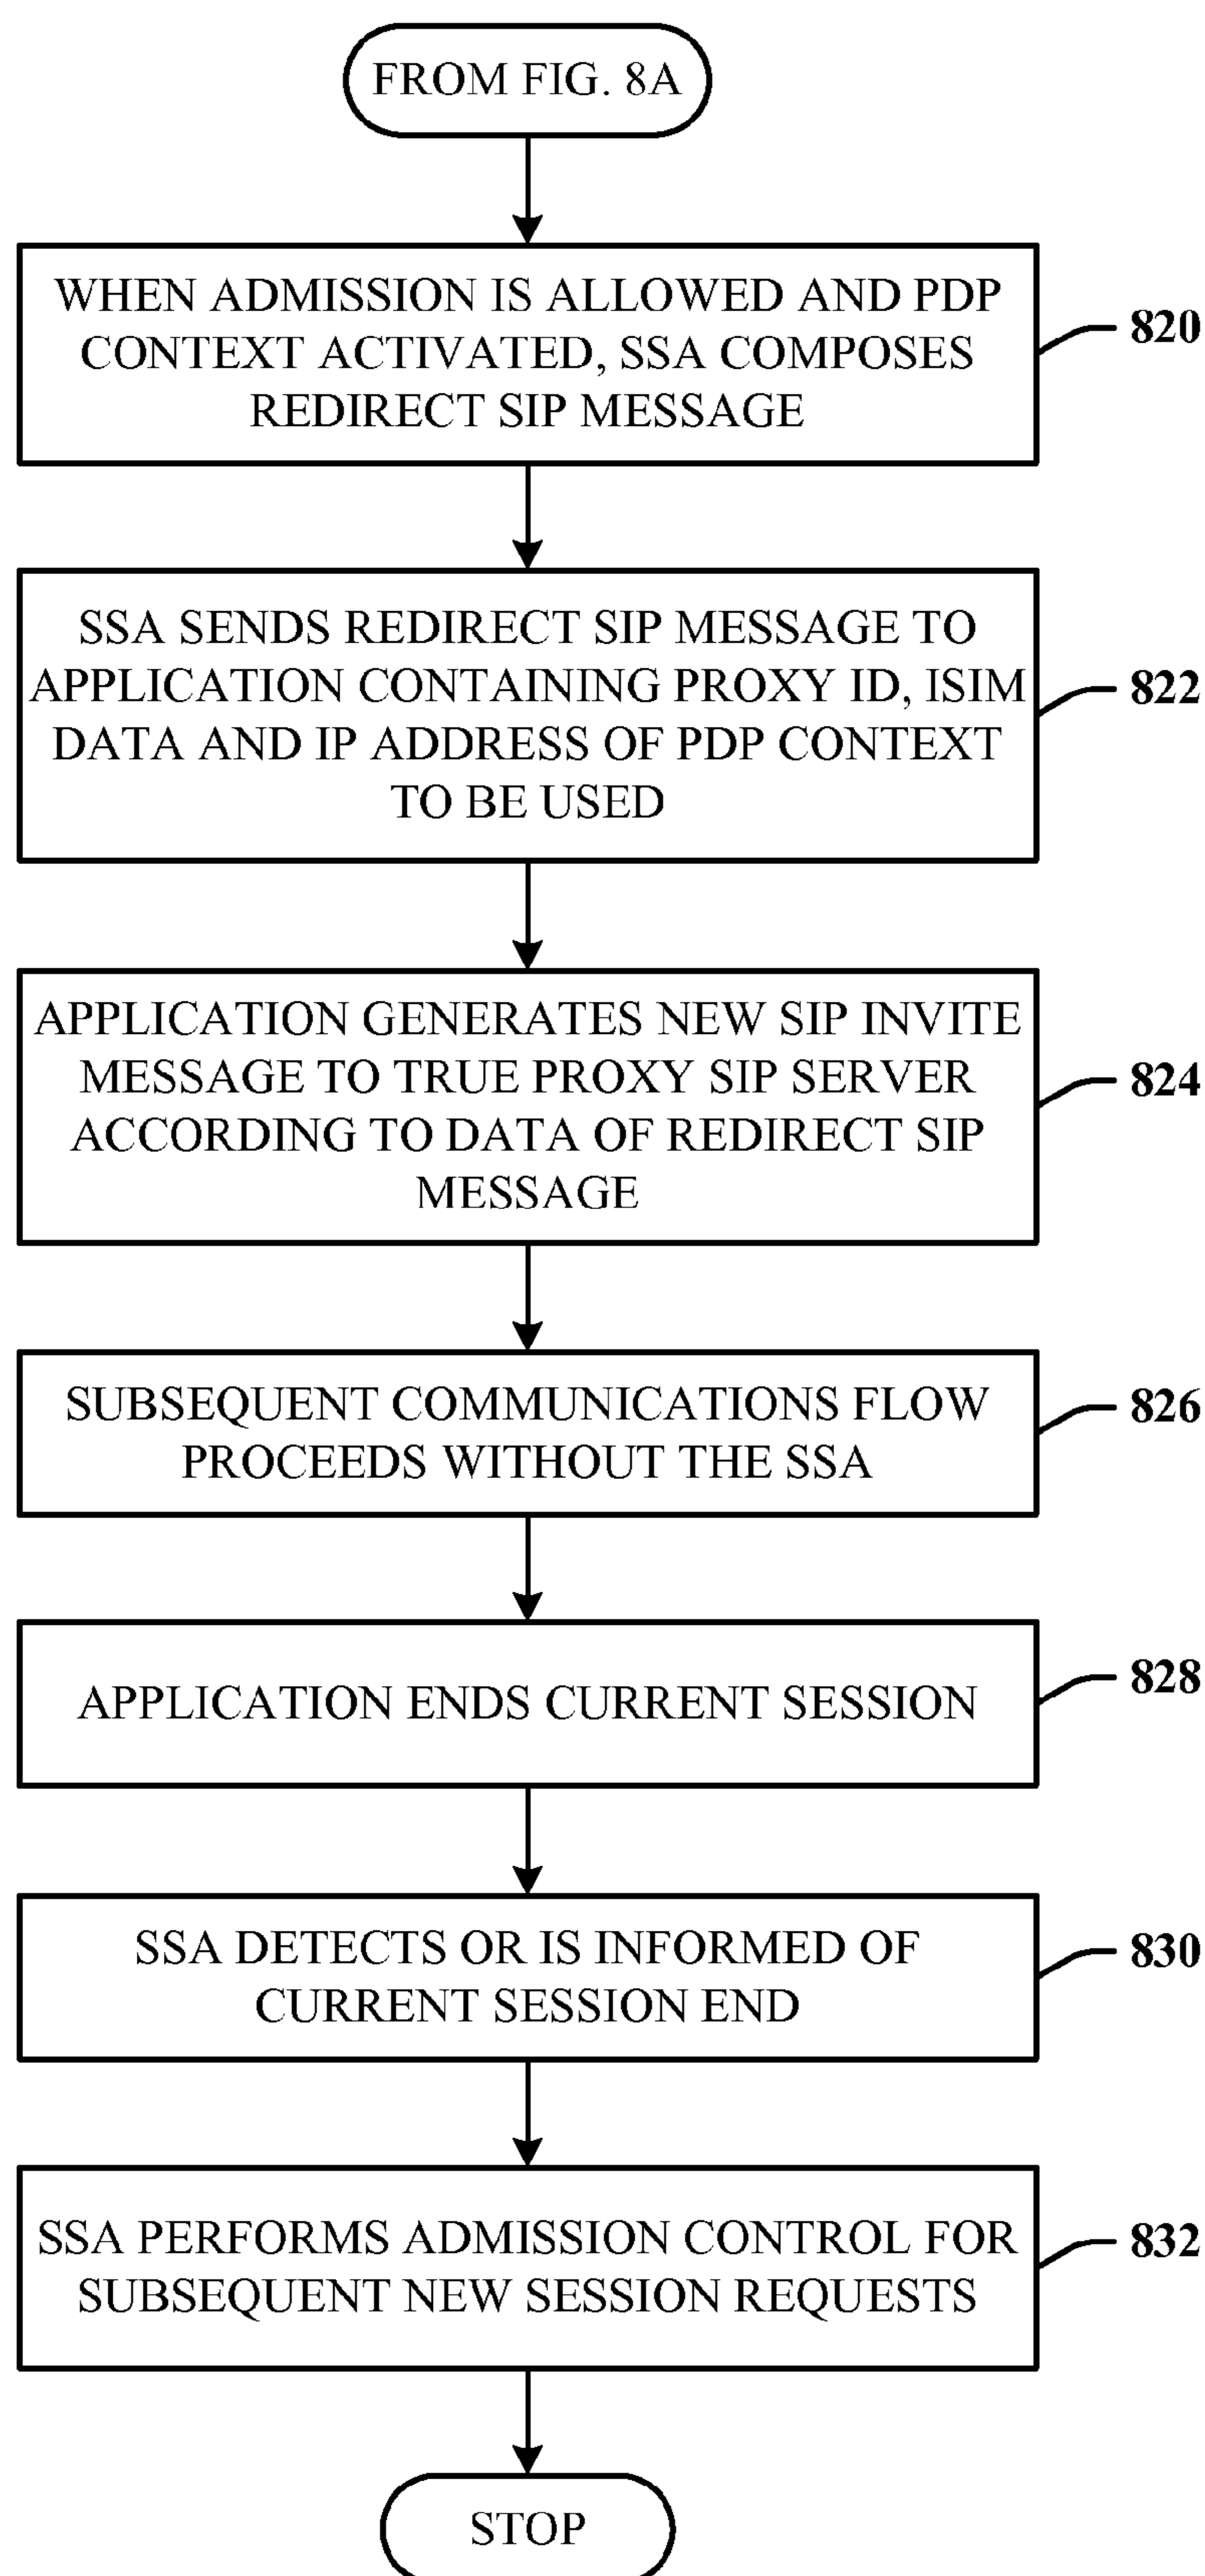 FROM FIG. 8A
WHEN ADMISSION IS ALLOWED AND PDP
CONTEXT ACTIVATED, SSA COMPOSES
REDIRECT SIP MESSAGE
820
SSA SENDS REDIRECT SIP MESSAGE TO
APPLICATION CONTAINING PROXY ID, ISIM
DATA AND IP ADDRESS OF PDP CONTEXT
TO BE USED
822
APPLICATION GENERATES NEW SIP INVITE
MESSAGE TO TRUE PROXY SIP SERVER
ACCORDING TO DATA OF REDIRECT SIP
MESSAGE
824
SUBSEQUENT COMMUNICATIONS FLOW
PROCEEDS WITHOUT THE SSA
826
APPLICATION ENDS CURRENT SESSION
828
SSA DETECTS OR IS INFORMED OF
CURRENT SESSION END
830
SSA PERFORMS ADMISSION CONTROL FOR
SUBSEQUENT NEW SESSION REQUESTS
832
STOP